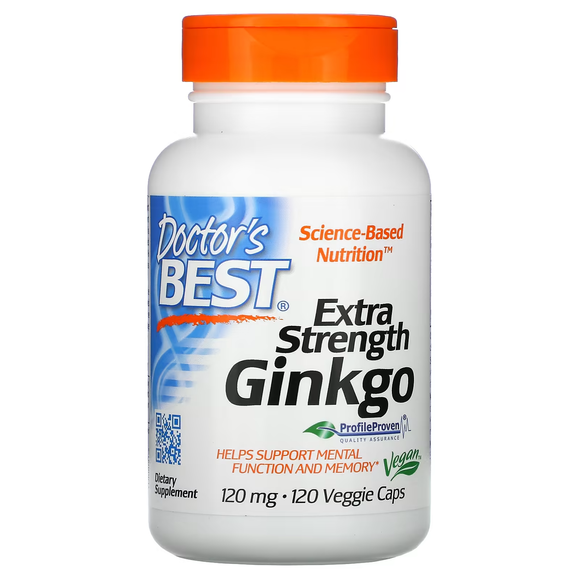 Doctor's
BEST®
Science-Based
Nutrition™
Extra
Strength
Ginkgo
ProfileProven
QUALITY ASSURANCE
HELPS SUPPORT MENTAL
FUNCTION AND MEMORY*
Vegan
Dietary
Supplement
120 mg • 120 Veggie Caps